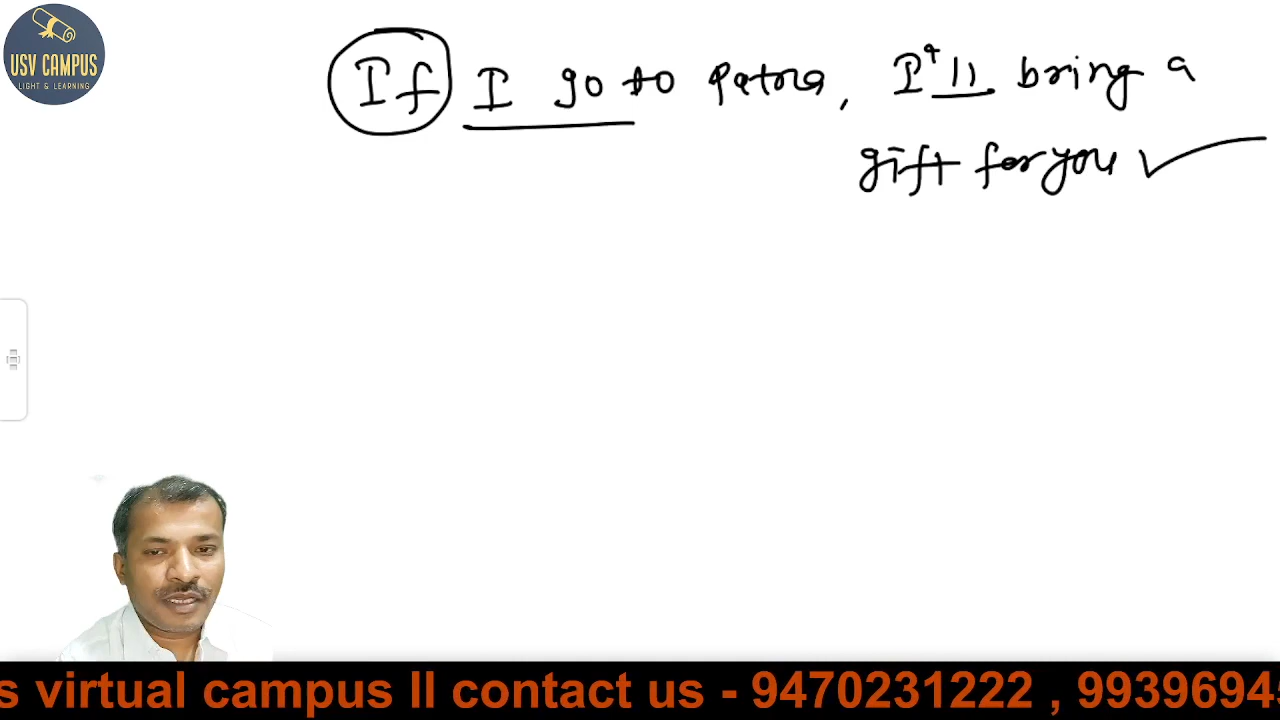 USV CAMPUS
LIGHT & LEARNING
If I go to Patna, I'll bring a
gift for you
s virtual campus II contact us - 9470231222 , 9939694